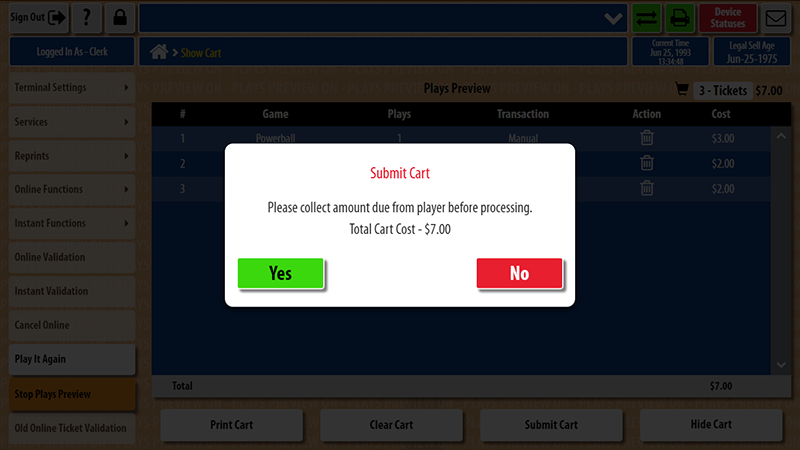 Sign Out
?
Device
Statuses
Logged In As - Clerk
> Show Cart
Current Time
Jun 25, 1993
13:34:48
Legal Sell Age
Jun-25-1975
Terminal Settings
Services
Reprints
Online Functions
Instant Functions
Online Validation
Instant Validation
Cancel Online
Play It Again
Stop Plays Preview
Old Online Ticket Validation
Plays Preview
3 - Tickets $7.00
# Game Plays Transaction Action Cost
1 Powerball 1 Manual $3.00
2 $2.00
3 $2.00
Submit Cart
Please collect amount due from player before processing.
Total Cart Cost - $7.00
Yes No
Total $7.00
Print Cart Clear Cart Submit Cart Hide Cart